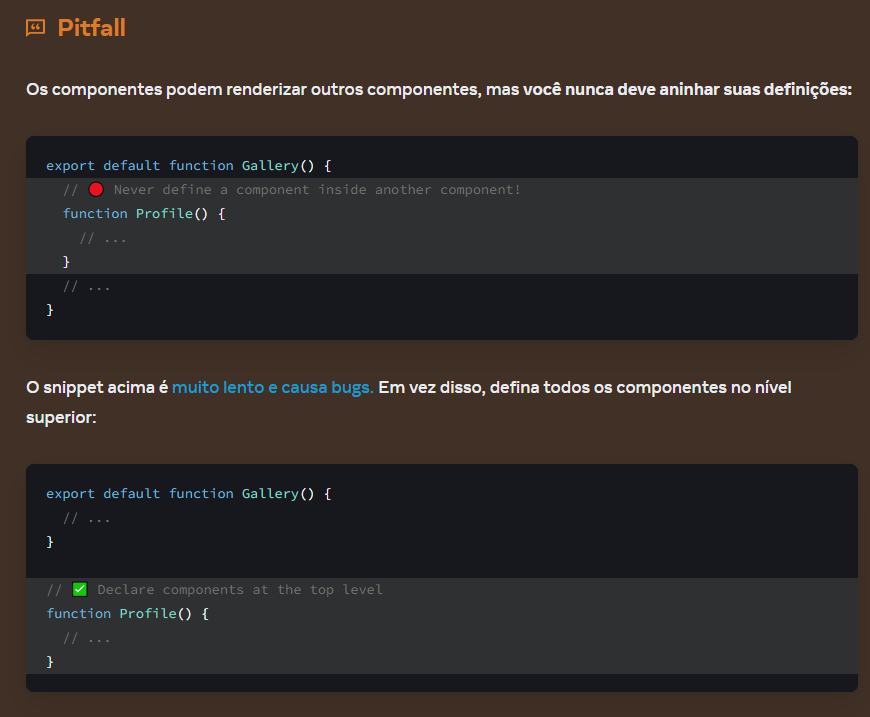 Pitfall
Os componentes podem renderizar outros componentes, mas você nunca deve aninhar suas definições:
export default function Gallery() {
  // 🔴 Never define a component inside another component!
  function Profile() {
    // ...
  }
  // ...
}
O snippet acima é muito lento e causa bugs. Em vez disso, defina todos os componentes no nível
superior:
export default function Gallery() {
  // ...
}
// ✅ Declare components at the top level
function Profile() {
  // ...
}